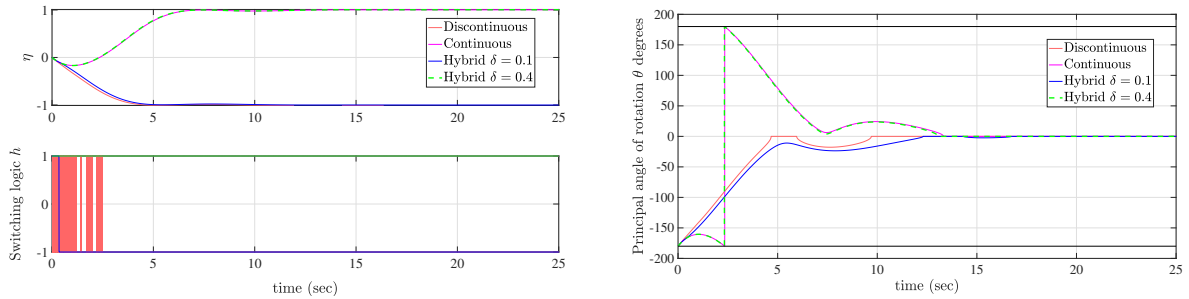 1
0
-1
η
0 5 10 15 20 25
Discontinuous
Continuous
Hybrid δ = 0.1
Hybrid δ = 0.4
1
0
-1
Switching logic h
0 5 10 15 20 25
time (sec)
200
150
100
50
0
-50
-100
-150
-200
Principal angle of rotation θ degrees
0 5 10 15 20 25
time (sec)
Discontinuous
Continuous
Hybrid δ = 0.1
Hybrid δ = 0.4